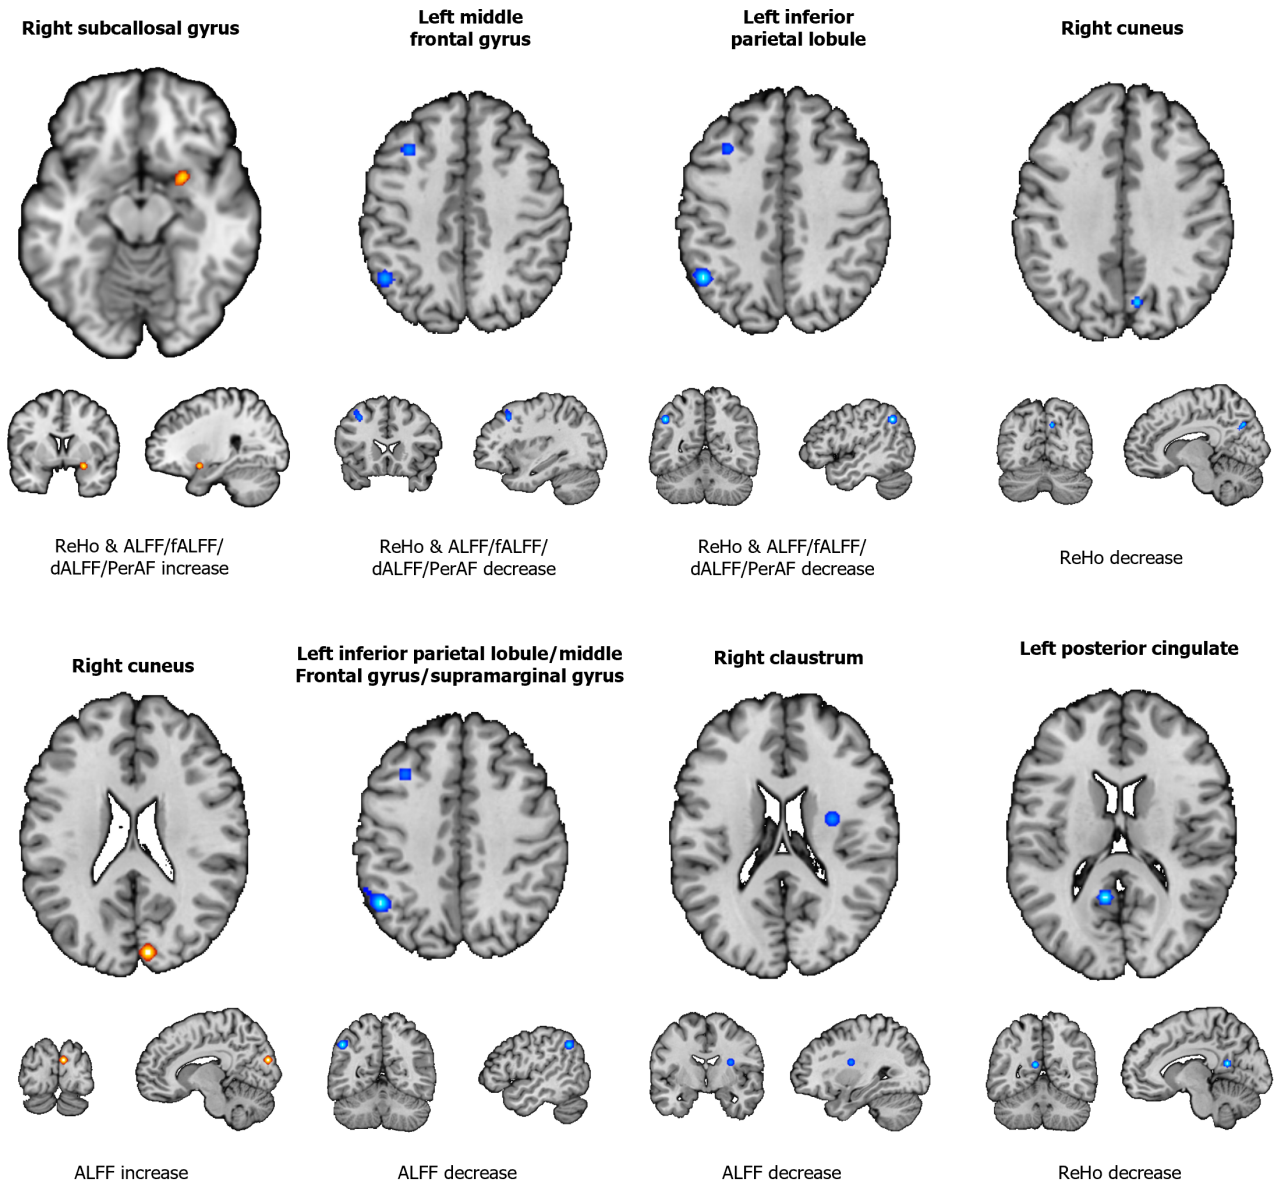 Right subcallosal gyrus
Left middle
frontal gyrus
Left inferior
parietal lobule
Right cuneus
ReHo & ALFF/fALFF/
dALFF/PerAF increase
ReHo & ALFF/fALFF/
dALFF/PerAF decrease
ReHo & ALFF/fALFF/
dALFF/PerAF decrease
ReHo decrease
Right cuneus
Left inferior parietal lobule/middle
Frontal gyrus/supramarginal gyrus
Right claustrum
Left posterior cingulate
ALFF increase
ALFF decrease
ALFF decrease
ReHo decrease